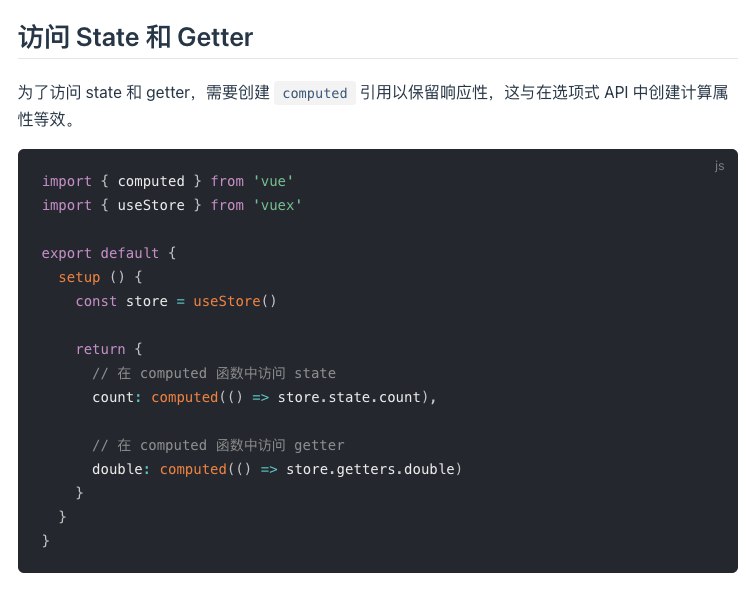 访问 State 和 Getter
为了访问 state 和 getter，需要创建 computed 引用以保留响应性，这与在选项式 API 中创建计算属
性等效。
js
import { computed } from 'vue'
import { useStore } from 'vuex'

export default {
  setup () {
    const store = useStore()

    return {
      // 在 computed 函数中访问 state
      count: computed(() => store.state.count),

      // 在 computed 函数中访问 getter
      double: computed(() => store.getters.double)
    }
  }
}